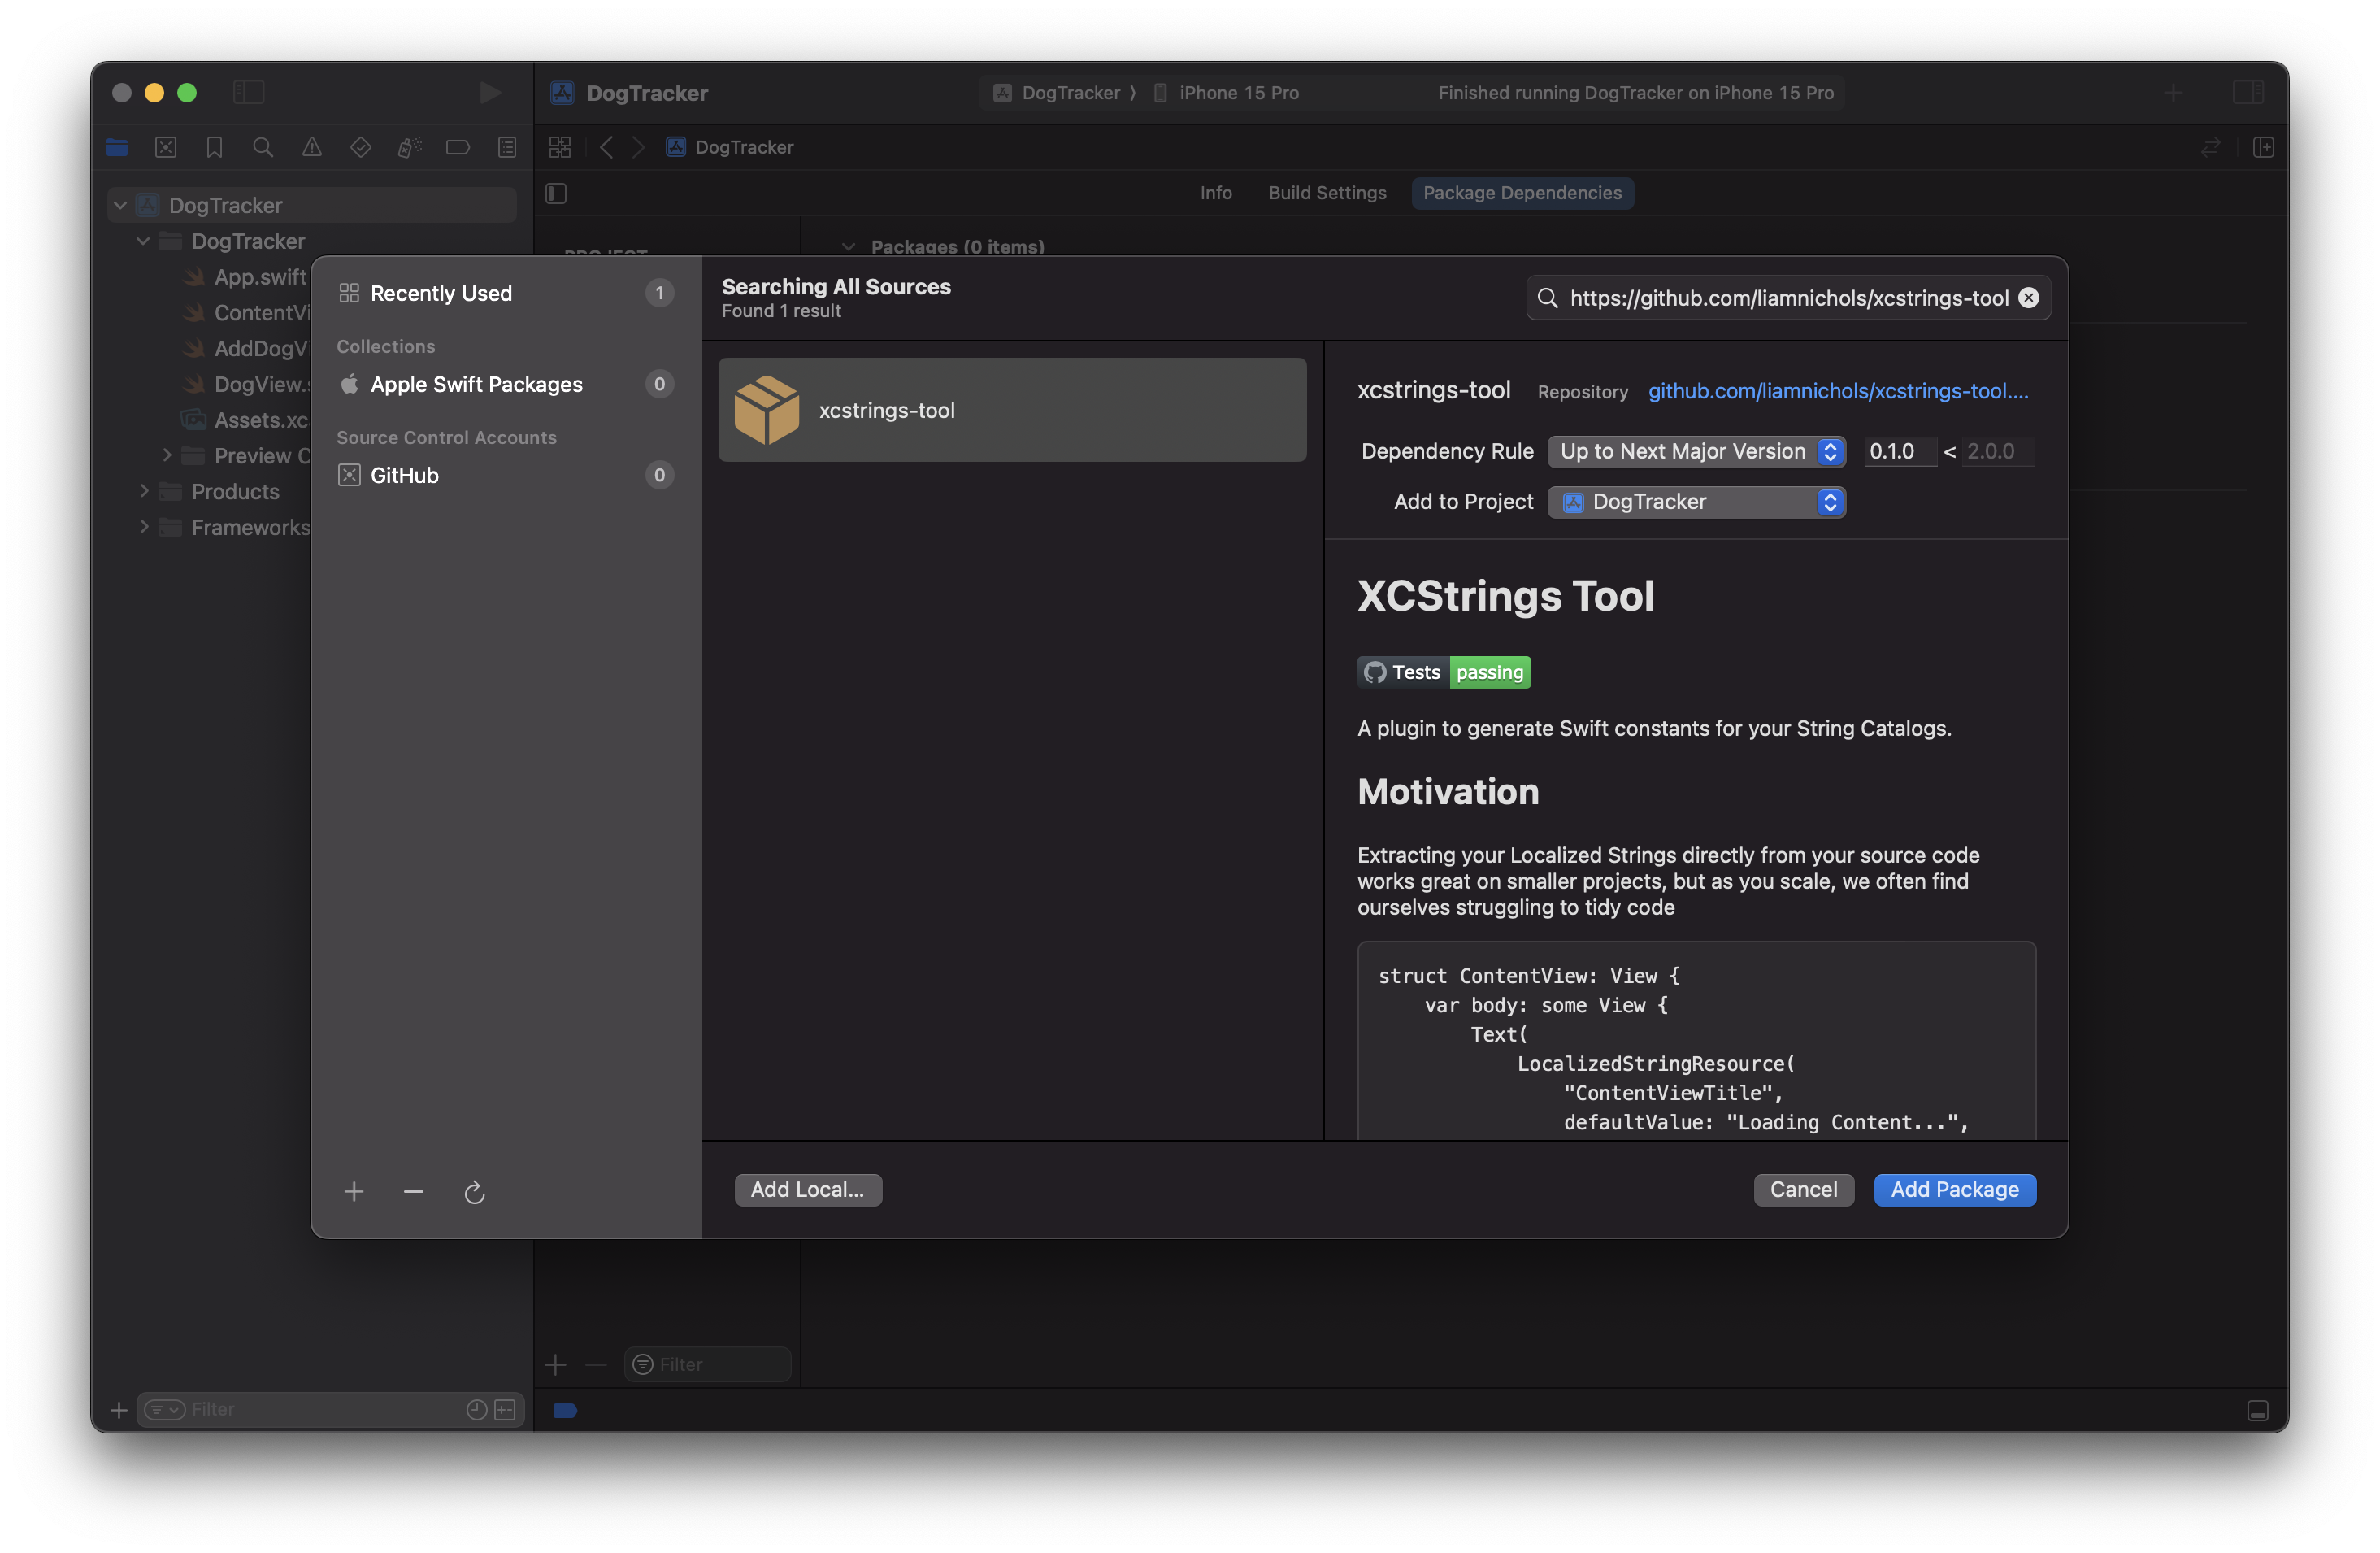 DogTracker
DogTracker ⟩ iPhone 15 Pro
Finished running DogTracker on iPhone 15 Pro
DogTracker
Info
Build Settings
Package Dependencies
DogTracker
DogTracker
App.swift
ContentVi
AddDogV
DogView.s
Assets.xc
Preview C
Products
Frameworks
PROJECT
Packages (0 items)
Recently Used 1
Collections
Apple Swift Packages 0
Source Control Accounts
GitHub 0
Searching All Sources
Found 1 result
https://github.com/liamnichols/xcstrings-tool
xcstrings-tool
xcstrings-tool Repository github.com/liamnichols/xcstrings-tool....
Dependency Rule Up to Next Major Version 0.1.0 < 2.0.0
Add to Project DogTracker
XCStrings Tool
Tests passing
A plugin to generate Swift constants for your String Catalogs.
Motivation
Extracting your Localized Strings directly from your source code
works great on smaller projects, but as you scale, we often find
ourselves struggling to tidy code
struct ContentView: View {
var body: some View {
Text(
LocalizedStringResource(
"ContentViewTitle",
defaultValue: "Loading Content...",
Add Local...
Cancel
Add Package
Filter
Filter